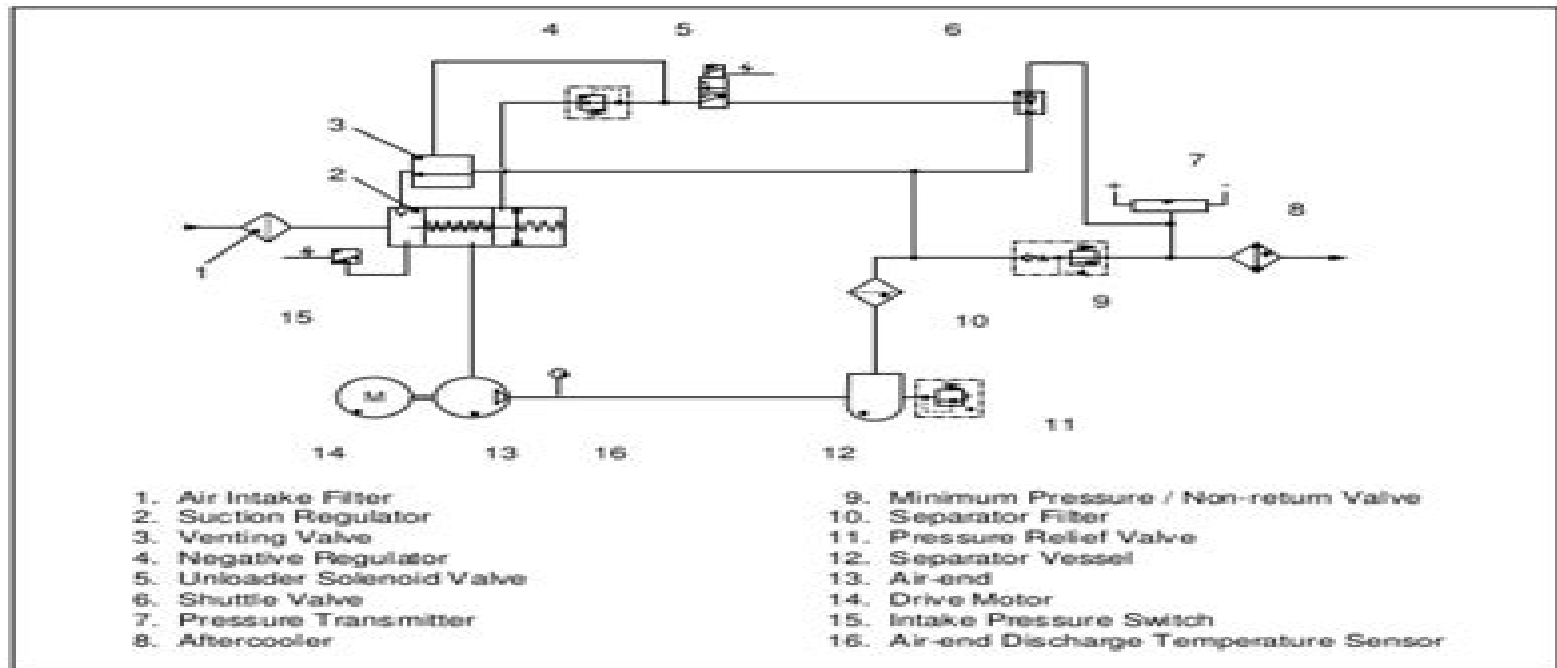 4 5 6
3
7
2
8
1
9
15 10
M
11
14 13 16 12
1. Air Intake Filter
2. Suction Regulator
3. Venting Valve
4. Negative Regulator
5. Unloader Solenoid Valve
6. Shuttle Valve
7. Pressure Transmitter
8. Aftercooler
9. Minimum Pressure / Non-return Valve
10. Separator Filter
11. Pressure Relief Valve
12. Separator Vessel
13. Air-end
14. Drive Motor
15. Intake Pressure Switch
16. Air-end Discharge Temperature Sensor